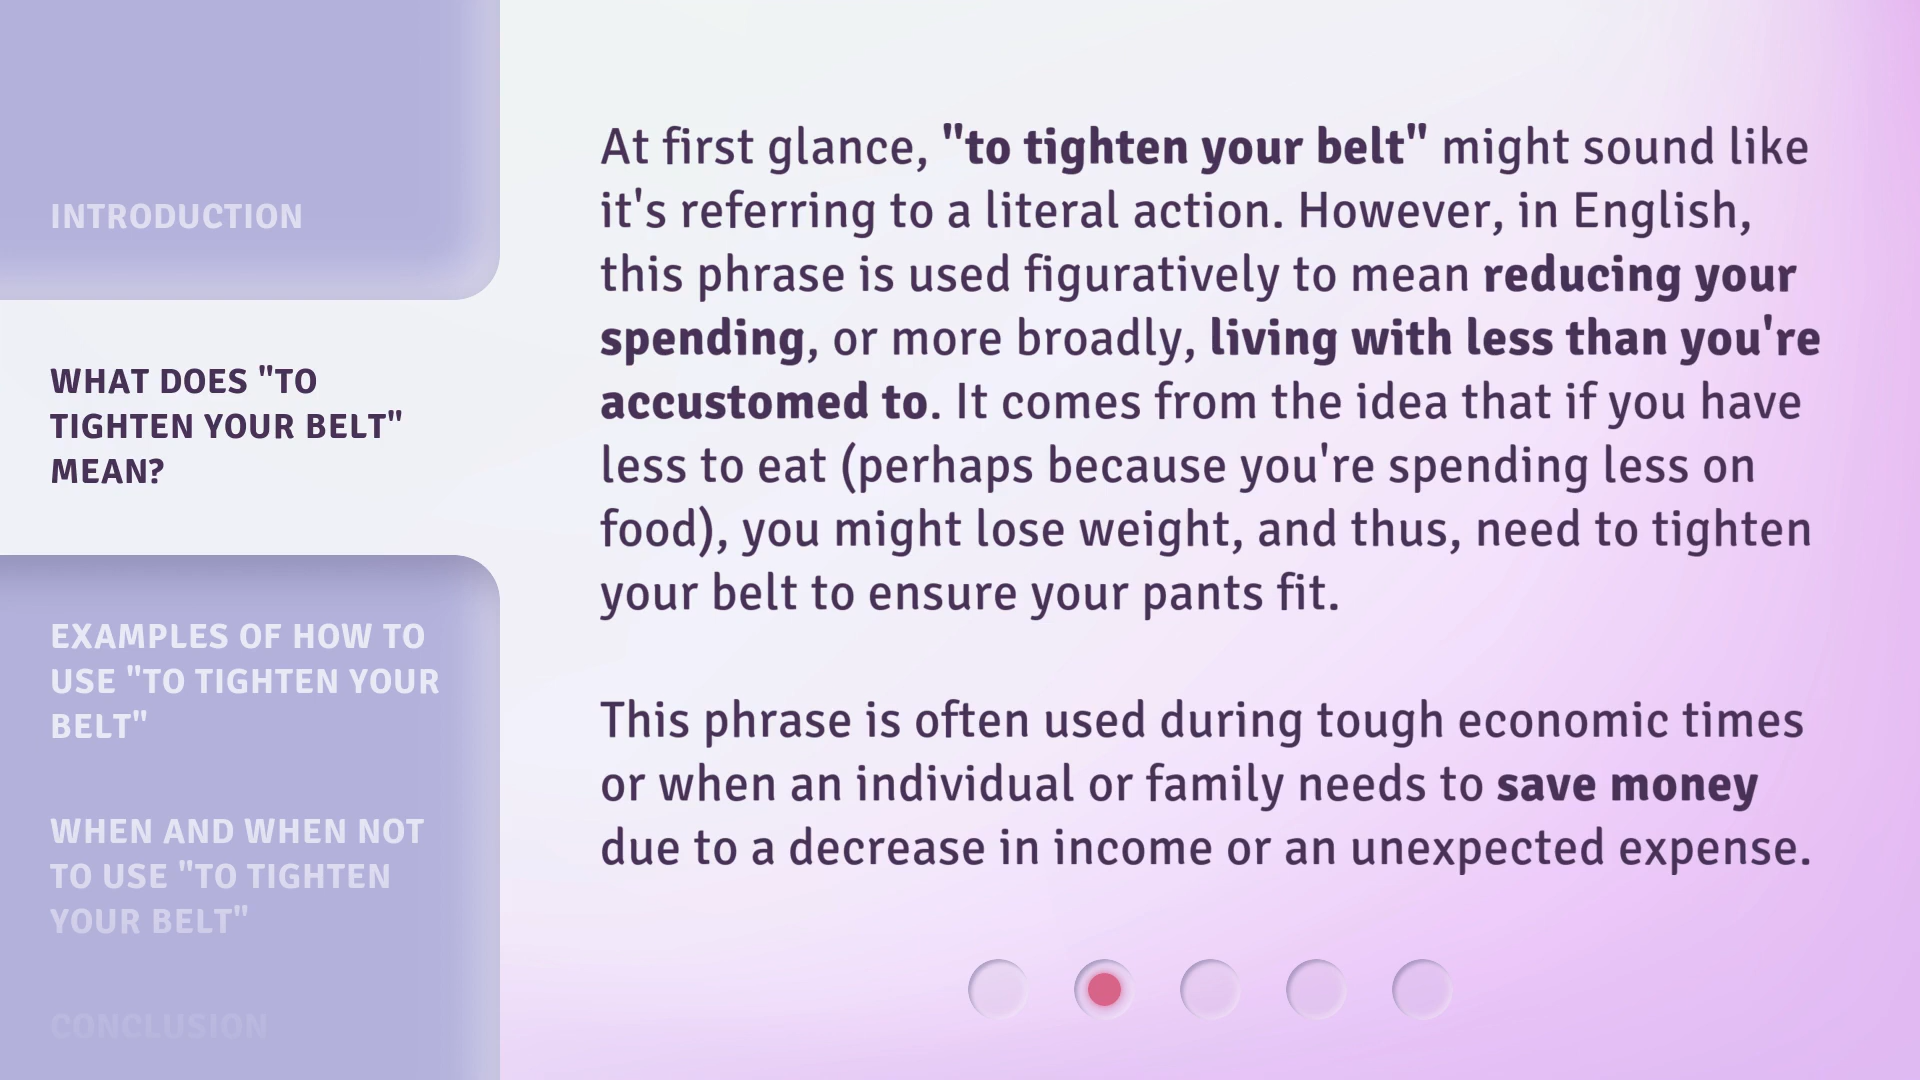 INTRODUCTION
WHAT DOES "TO
TIGHTEN YOUR BELT"
MEAN?
EXAMPLES OF HOW TO
USE "TO TIGHTEN YOUR
BELT"
WHEN AND WHEN NOT
TO USE "TO TIGHTEN
YOUR BELT"
CONCLUSION
At first glance, "to tighten your belt" might sound like
it's referring to a literal action. However, in English,
this phrase is used figuratively to mean reducing your
spending, or more broadly, living with less than you're
accustomed to. It comes from the idea that if you have
less to eat (perhaps because you're spending less on
food), you might lose weight, and thus, need to tighten
your belt to ensure your pants fit.
This phrase is often used during tough economic times
or when an individual or family needs to save money
due to a decrease in income or an unexpected expense.